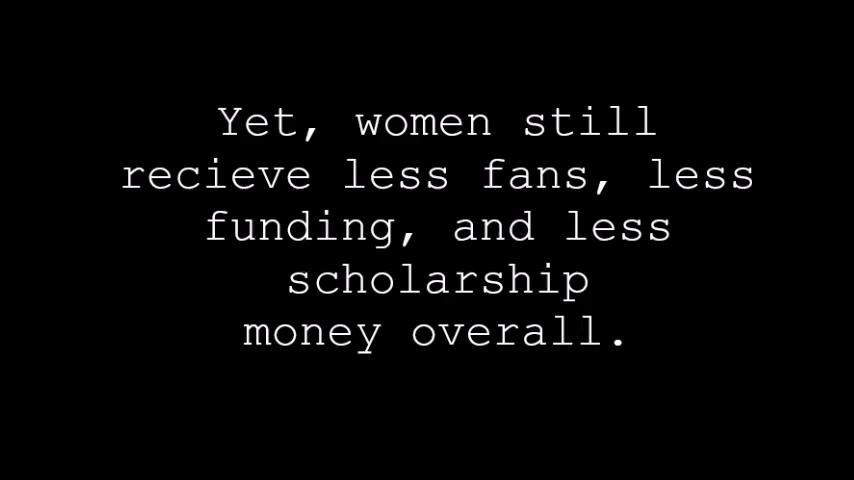 Yet, women still
recieve less fans, less
funding, and less
scholarship
money overall.